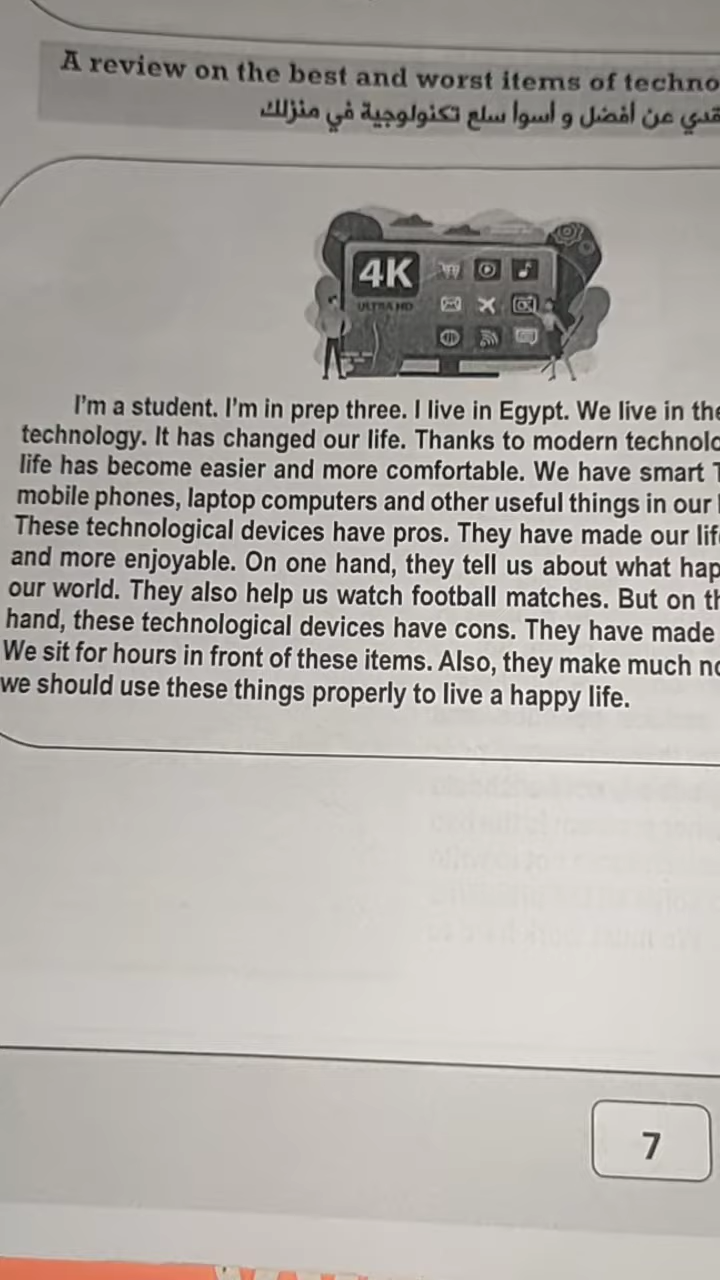 A review on the best and worst items of techno
عن أفضل و أسوأ سلع تكنولوجية في منزلك
4K
ULTRA HD
I'm a student. I'm in prep three. I live in Egypt. We live in the
technology. It has changed our life. Thanks to modern technolo
life has become easier and more comfortable. We have smart T
mobile phones, laptop computers and other useful things in our
These technological devices have pros. They have made our lif
and more enjoyable. On one hand, they tell us about what hap
our world. They also help us watch football matches. But on th
hand, these technological devices have cons. They have made
We sit for hours in front of these items. Also, they make much no
we should use these things properly to live a happy life.
7